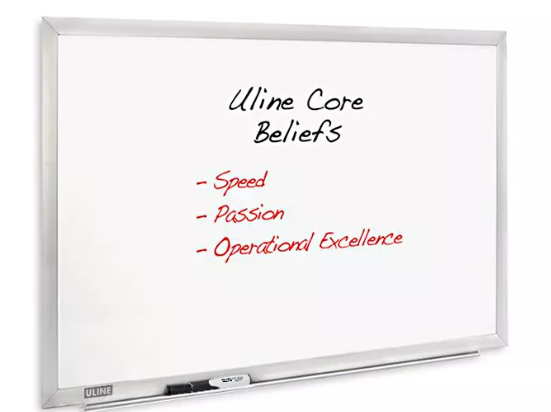 Uline Core
Beliefs
- Speed
- Passion
- Operational Excellence
ULINE